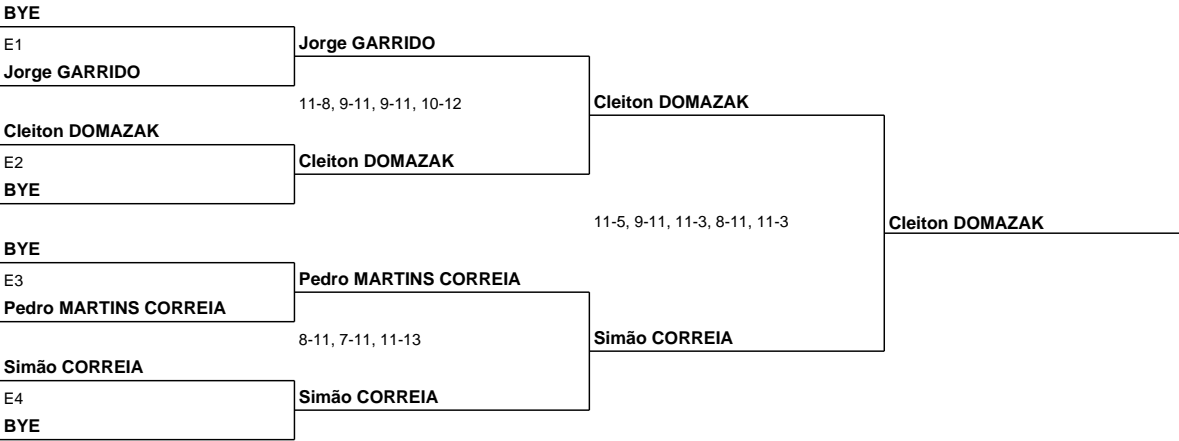 BYE
E1
Jorge GARRIDO
Jorge GARRIDO
11-8, 9-11, 9-11, 10-12
Cleiton DOMAZAK
Cleiton DOMAZAK
E2
Cleiton DOMAZAK
BYE
11-5, 9-11, 11-3, 8-11, 11-3
Cleiton DOMAZAK
BYE
E3
Pedro MARTINS CORREIA
Pedro MARTINS CORREIA
8-11, 7-11, 11-13
Simão CORREIA
Simão CORREIA
E4
Simão CORREIA
BYE